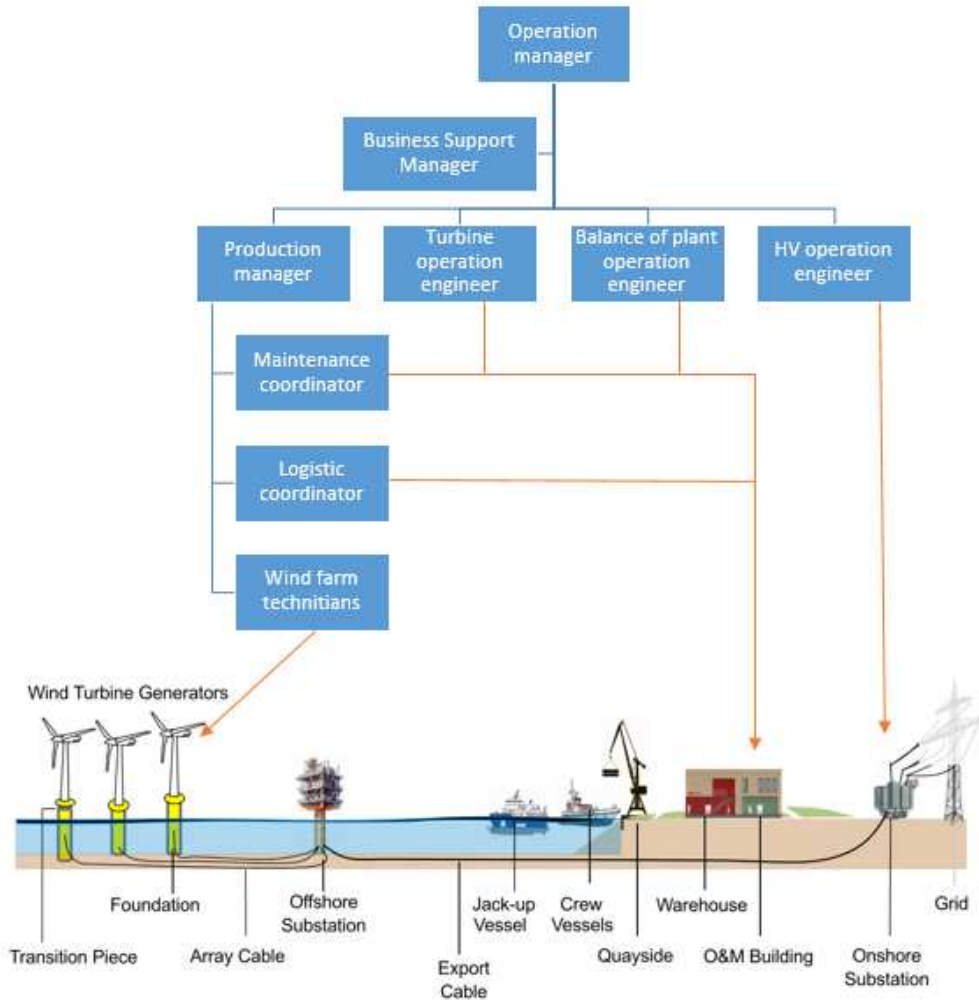 Operation
manager
Business Support
Manager
Production
manager
Turbine
operation
engineer
Balance of plant
operation
engineer
HV operation
engineer
Maintenance
coordinator
Logistic
coordinator
Wind farm
technitians
Wind Turbine Generators
Foundation
Offshore
Substation
Jack-up
Vessel
Crew
Vessels
Warehouse
Grid
Transition Piece
Array Cable
Export
Cable
Quayside
O&M Building
Onshore
Substation